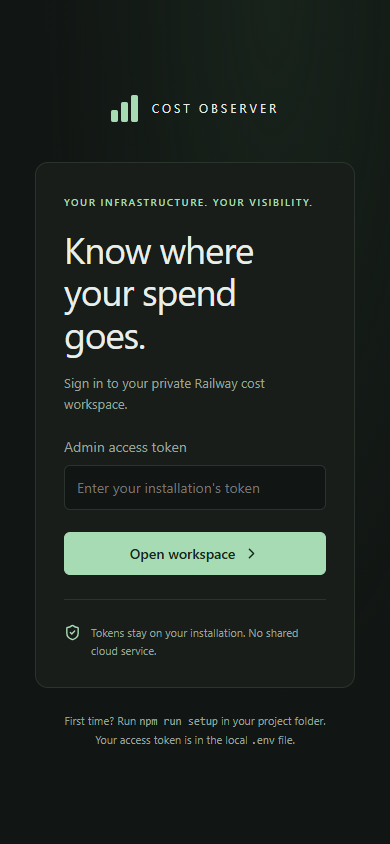 COST OBSERVER
YOUR INFRASTRUCTURE. YOUR VISIBILITY.
Know where
your spend
goes.
Sign in to your private Railway cost
workspace.
Admin access token
Enter your installation's token
Open workspace
Tokens stay on your installation. No shared
cloud service.
First time? Run npm run setup in your project folder.
Your access token is in the local .env file.